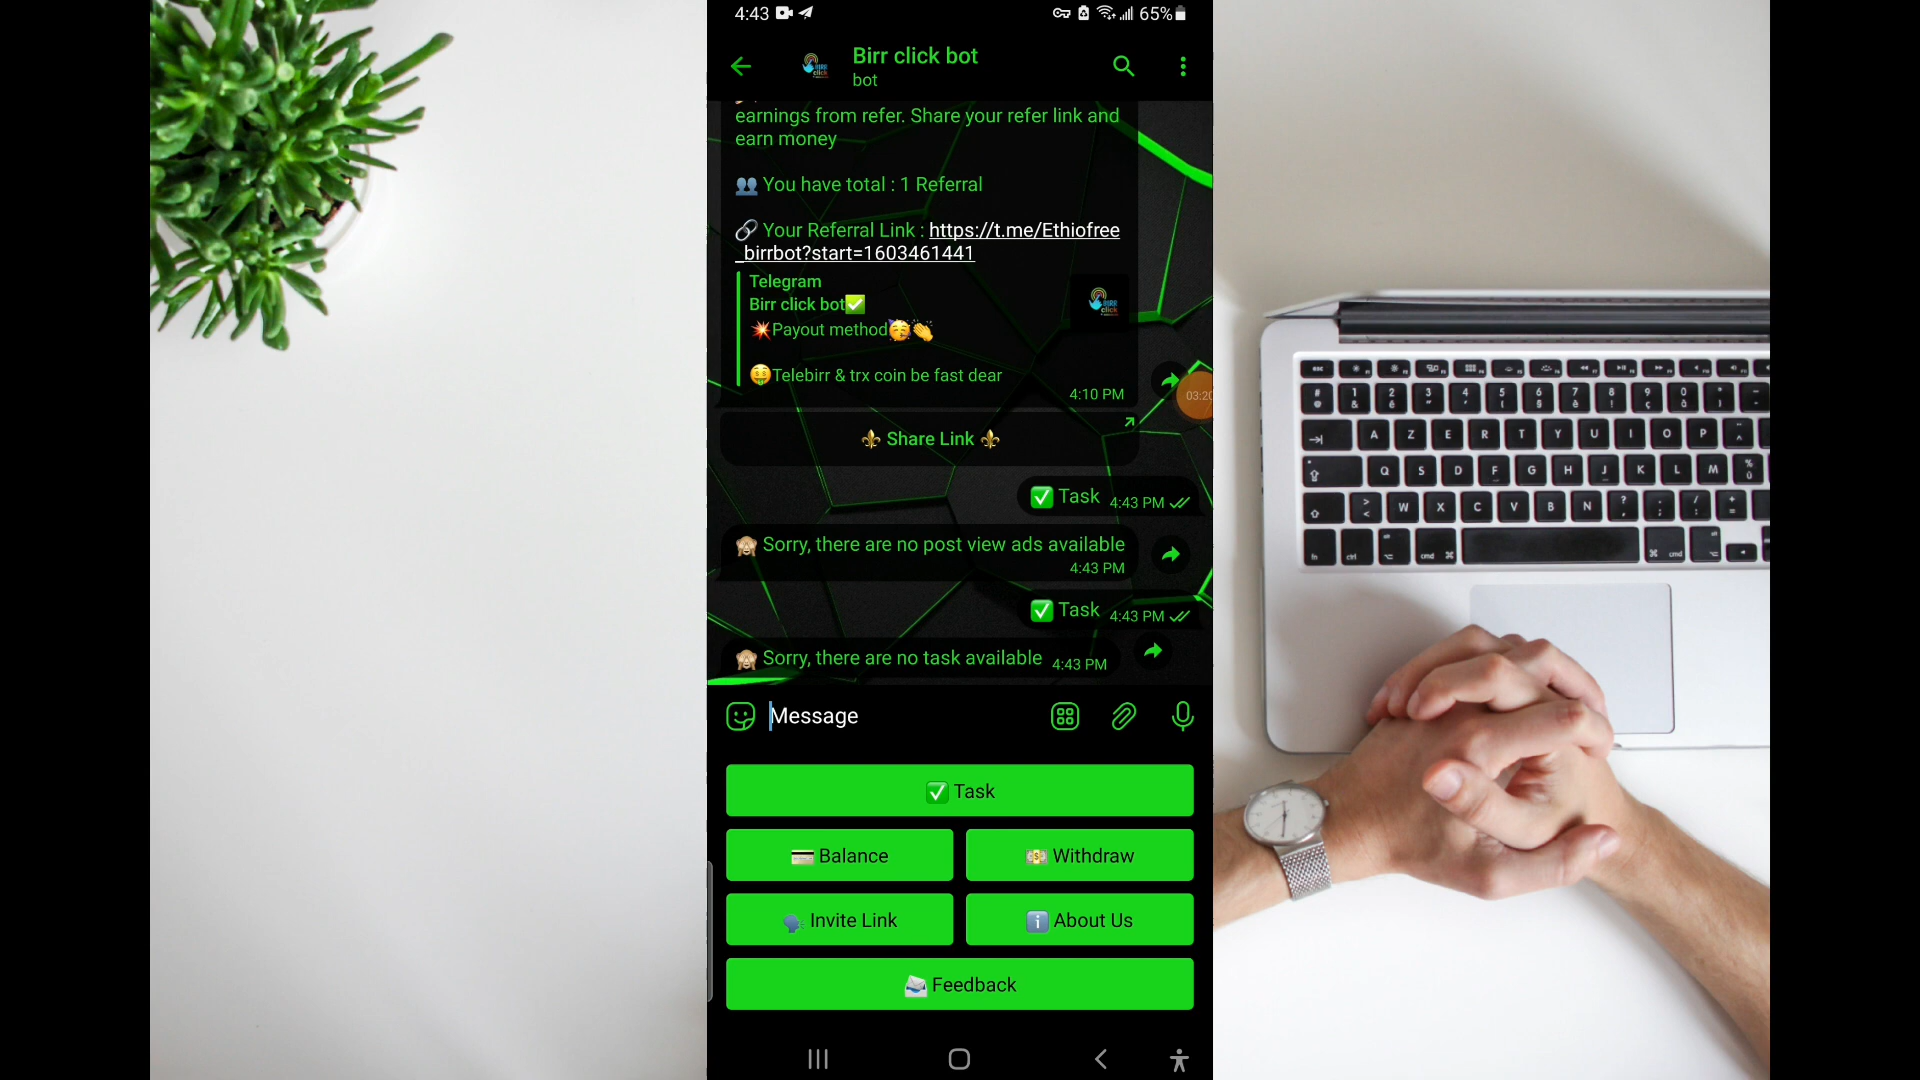 4:43
65%
Birr click bot
bot
earnings from refer. Share your refer link and
earn money
👥 You have total : 1 Referral
🔗 Your Referral Link : https://t.me/Ethiofree
_birrbot?start=1603461441
Telegram
Birr click bot✅
💥Payout method🥳👏
🤑Telebirr & trx coin be fast dear
4:10 PM
03:20
⚜️ Share Link ⚜️
✅ Task 4:43 PM
🙈 Sorry, there are no post view ads available
4:43 PM
✅ Task 4:43 PM
🙈 Sorry, there are no task available 4:43 PM
Message
✅ Task
💳 Balance
💵 Withdraw
🗣 Invite Link
ℹ️ About Us
📨 Feedback
A Z E R T Y U I O P
Q S D F G H J K L M
W X C V B N